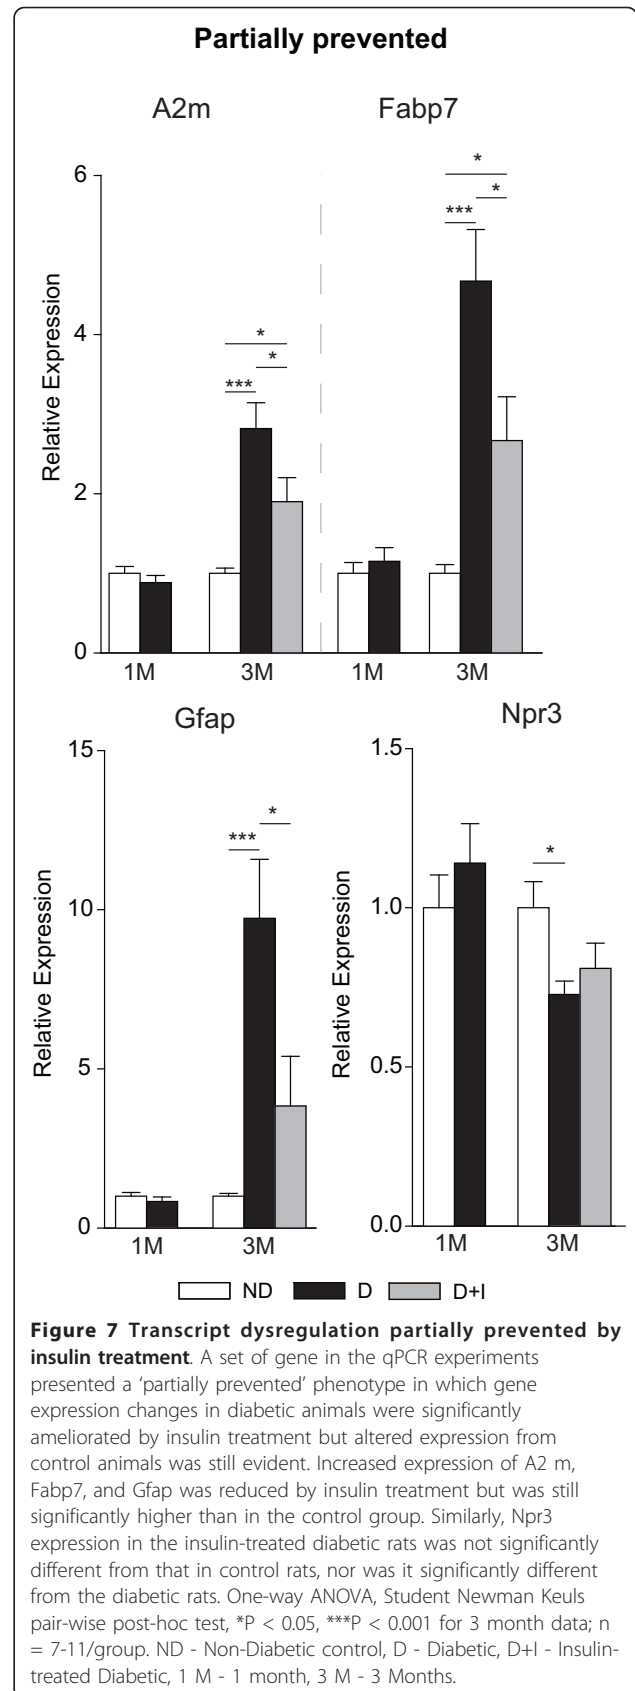 Partially prevented
A2m
Fabp7
6
4
2
0
Relative Expression
*
*
***
*
*
***
1M
3M
1M
3M
Gfap
15
10
5
0
Relative Expression
***
*
1M
3M
Npr3
1.5
1.0
0.5
0.0
Relative Expression
*
1M
3M
ND
D
D+I
Figure 7 Transcript dysregulation partially prevented by
insulin treatment. A set of gene in the qPCR experiments
presented a ‘partially prevented’ phenotype in which gene
expression changes in diabetic animals were significantly
ameliorated by insulin treatment but altered expression from
control animals was still evident. Increased expression of A2 m,
Fabp7, and Gfap was reduced by insulin treatment but was still
significantly higher than in the control group. Similarly, Npr3
expression in the insulin-treated diabetic rats was not significantly
different from that in control rats, nor was it significantly different
from the diabetic rats. One-way ANOVA, Student Newman Keuls
pair-wise post-hoc test, *P < 0.05, ***P < 0.001 for 3 month data; n
= 7-11/group. ND - Non-Diabetic control, D - Diabetic, D+I - Insulin-
treated Diabetic, 1 M - 1 month, 3 M - 3 Months.